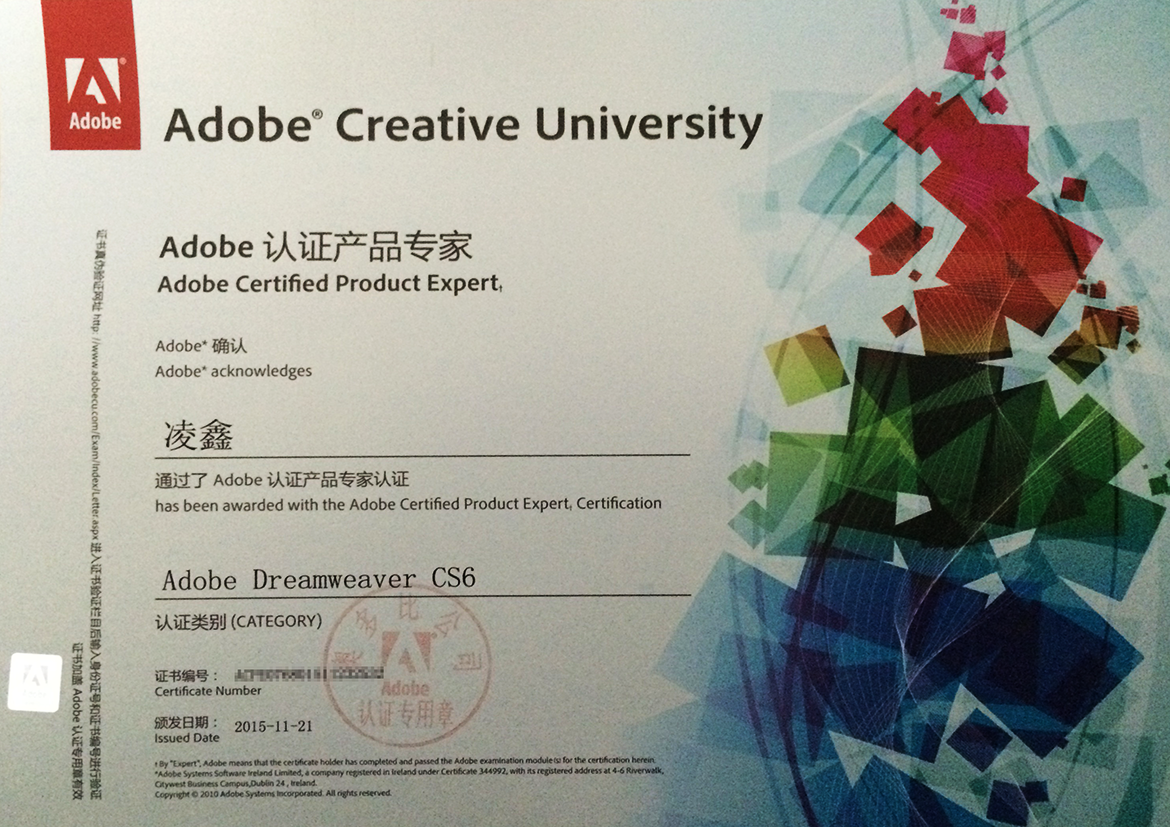 Adobe
Adobe® Creative University
Adobe 认证产品专家
Adobe Certified Product Expert†
Adobe* 确认
Adobe* acknowledges
凌鑫
通过了 Adobe 认证产品专家认证
has been awarded with the Adobe Certified Product Expert† Certification
Adobe Dreamweaver CS6
认证类别 (CATEGORY)
证书编号：
Certificate Number
颁发日期： 2015-11-21
Issued Date
奥多比公司
Adobe
认证专用章
† By "Expert", Adobe means that the certificate holder has completed and passed the Adobe examination module(s) for the certification herein.
*Adobe Systems Software Ireland Limited, a company registered in Ireland under Certificate 344992, with its registered address at 4-6 Riverwalk,
Citywest Business Campus,Dublin 24 , Ireland.
Copyright © 2010 Adobe Systems Incorporated. All rights reserved.
证书真伪验证网址 http: //www.adobecu.com/Exam/Index/Letter.aspx 进入证书验证栏目后输入身份证号和证书编号进行验证
证书加盖 Adobe 认证专用章有效